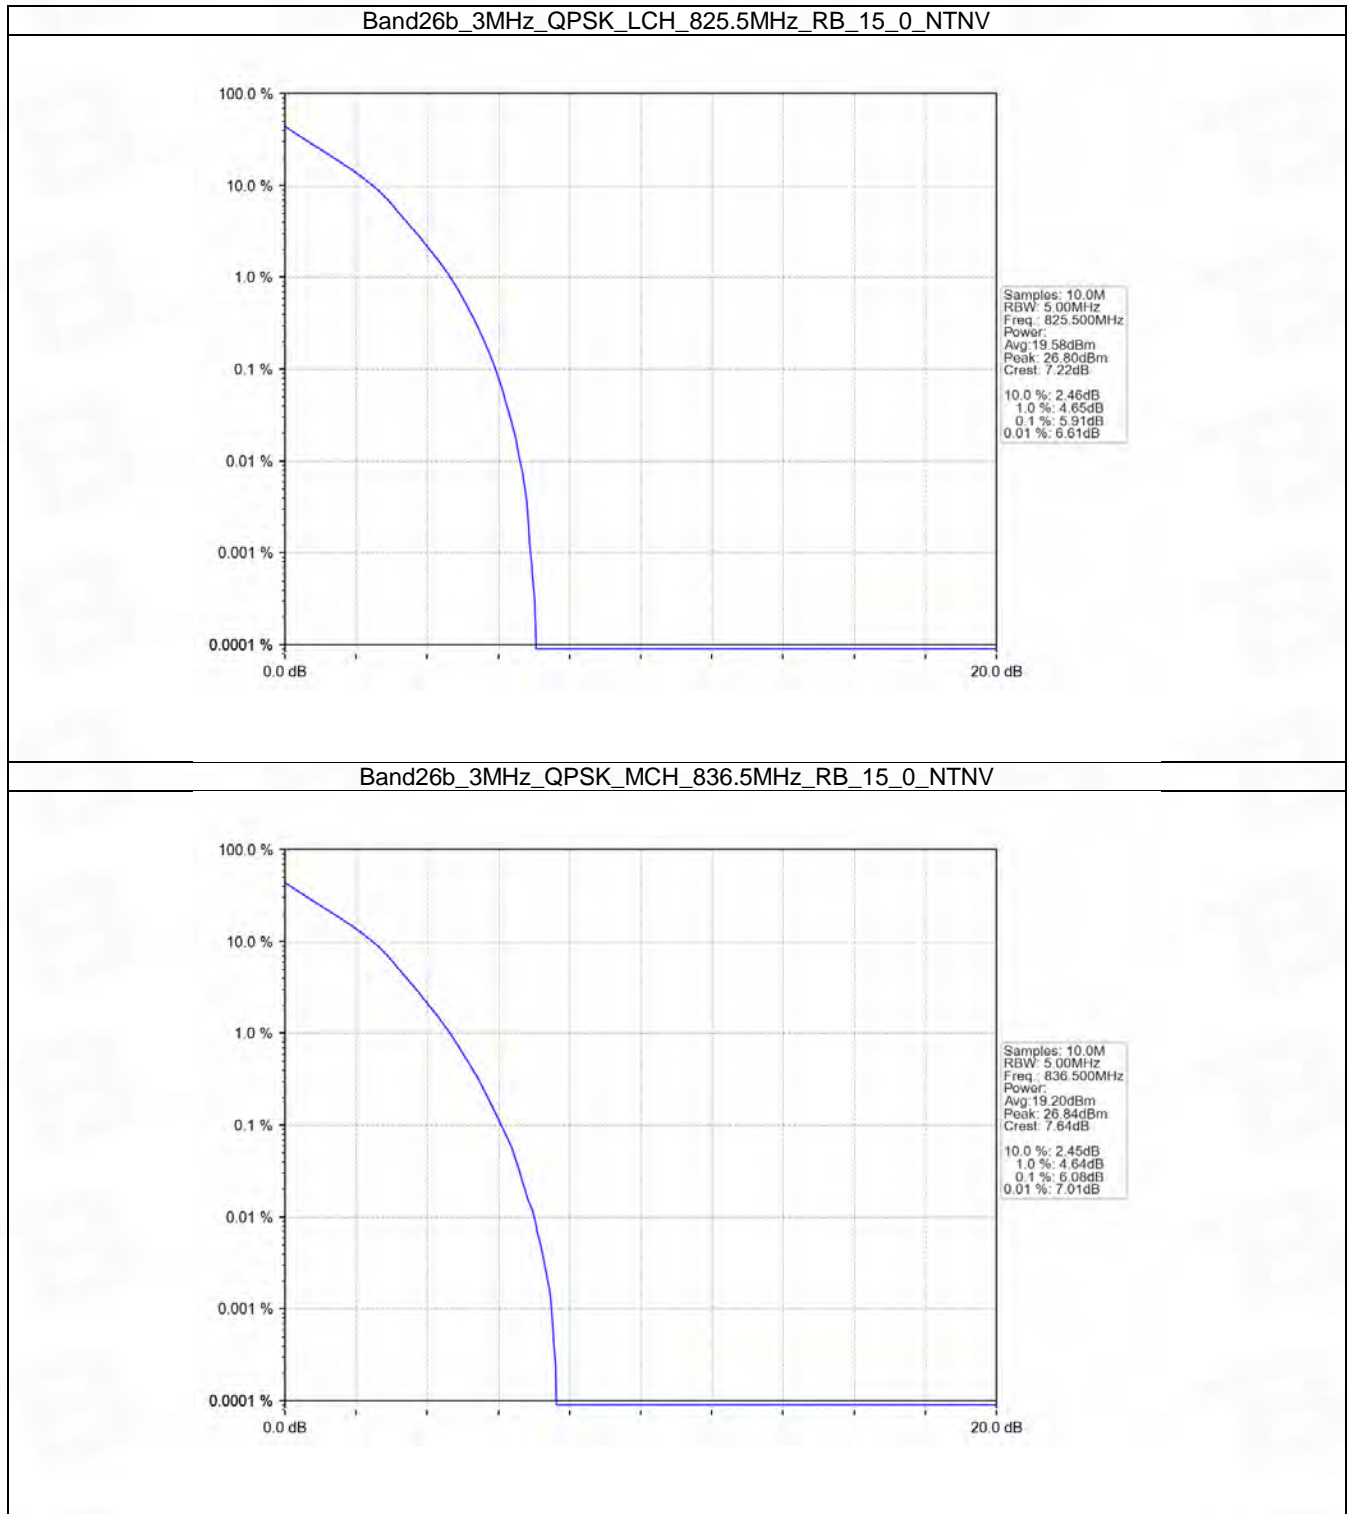 Band26b_3MHz_QPSK_LCH_825.5MHz_RB_15_0_NTNV
100.0 %
10.0 %
1.0 %
0.1 %
0.01 %
0.001 %
0.0001 %
0.0 dB
20.0 dB
Samples: 10.0M
RBW: 5.00MHz
Freq.: 825.500MHz
Power:
Avg:19.58dBm
Peak: 26.80dBm
Crest: 7.22dB
10.0 %: 2.46dB
1.0 %: 4.65dB
0.1 %: 5.91dB
0.01 %: 6.61dB
Band26b_3MHz_QPSK_MCH_836.5MHz_RB_15_0_NTNV
100.0 %
10.0 %
1.0 %
0.1 %
0.01 %
0.001 %
0.0001 %
0.0 dB
20.0 dB
Samples: 10.0M
RBW: 5.00MHz
Freq.: 836.500MHz
Power:
Avg:19.20dBm
Peak: 26.84dBm
Crest: 7.64dB
10.0 %: 2.45dB
1.0 %: 4.64dB
0.1 %: 6.08dB
0.01 %: 7.01dB